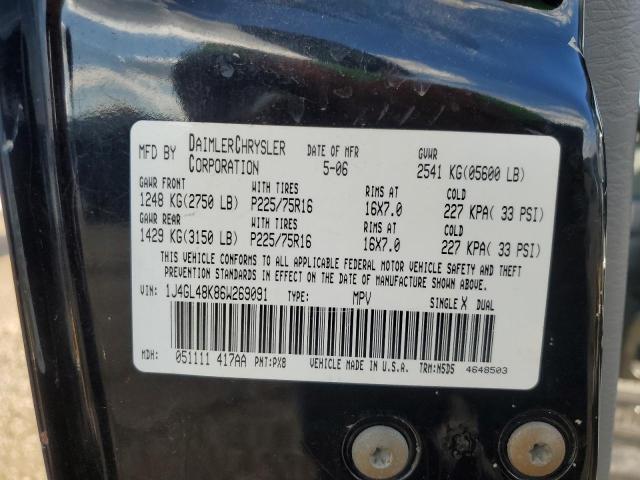 MFD BY DAIMLERCHRYSLER CORPORATION DATE OF MFR 5-06 GVWR 2541 KG(05600 LB)
GAWR FRONT WITH TIRES RIMS AT COLD
1248 KG(2750 LB) P225/75R16 16X7.0 227 KPA( 33 PSI)
GAWR REAR WITH TIRES RIMS AT COLD
1429 KG(3150 LB) P225/75R16 16X7.0 227 KPA( 33 PSI)
THIS VEHICLE CONFORMS TO ALL APPLICABLE FEDERAL MOTOR VEHICLE SAFETY AND THEFT
PREVENTION STANDARDS IN EFFECT ON THE DATE OF MANUFACTURE SHOWN ABOVE.
VIN: 1J4GL48K86W269091 TYPE: MPV SINGLE X DUAL
MDH: 051111 417AA PNT:PX8 VEHICLE MADE IN U.S.A. TRM:N5D5 4648503